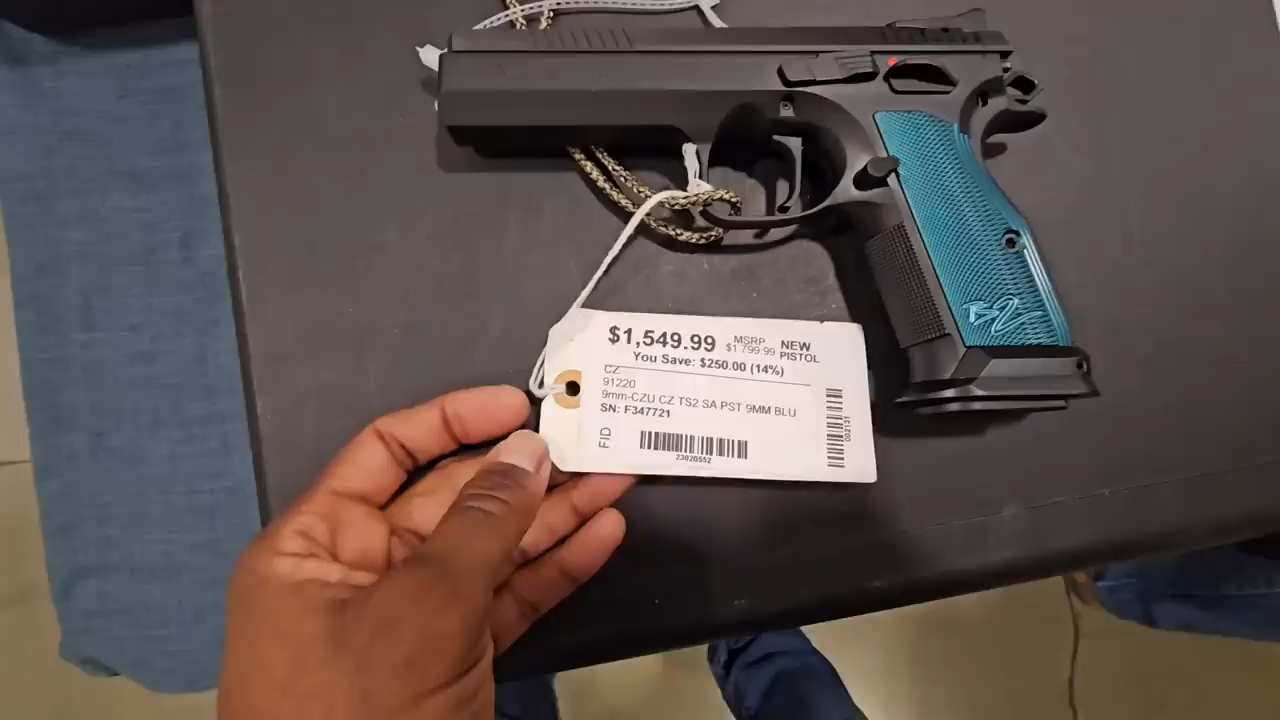 $1,549.99 MSRP NEW
$1 799.99 PISTOL
You Save: $250.00 (14%)
CZ
91220
9mm-CZU CZ TS2 SA PST 9MM BLU
SN: F347721
FID
23020552
002131